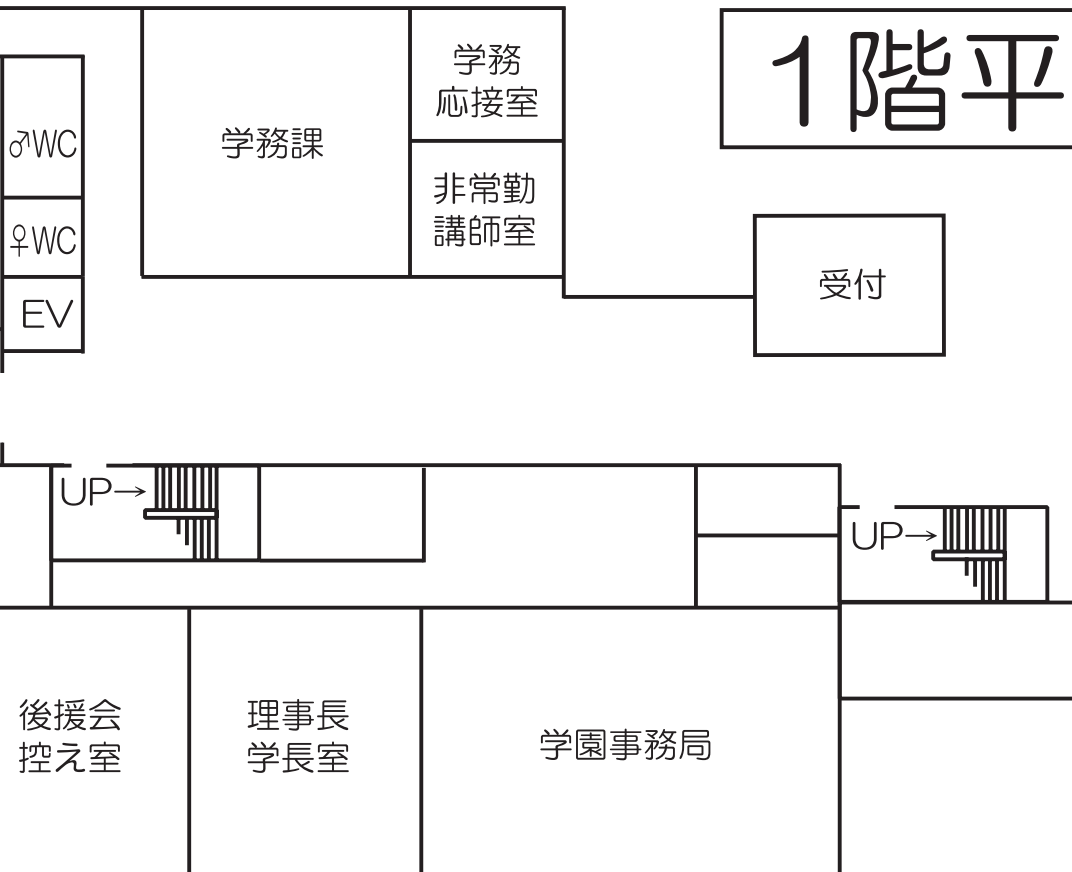 1階平
学務
応接室
♂WC
学務課
非常勤
講師室
♀WC
受付
EV
UP→
UP→
後援会
控え室
理事長
学長室
学園事務局